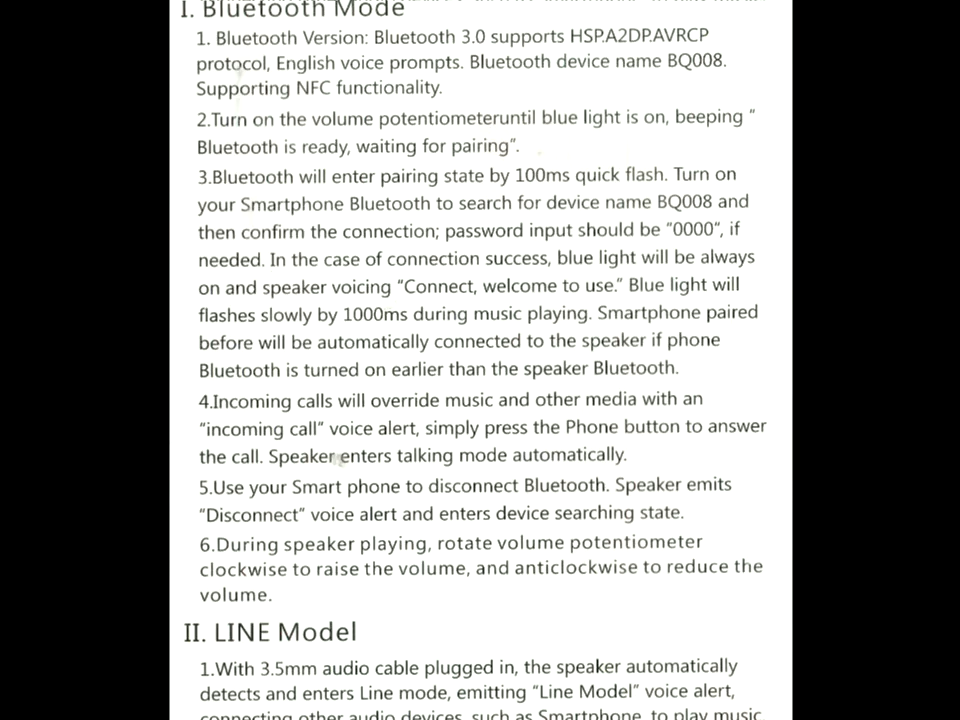 I. Bluetooth Mode
1. Bluetooth Version: Bluetooth 3.0 supports HSP.A2DP.AVRCP
protocol, English voice prompts. Bluetooth device name BQ008.
Supporting NFC functionality.
2.Turn on the volume potentiometeruntil blue light is on, beeping "
Bluetooth is ready, waiting for pairing".
3.Bluetooth will enter pairing state by 100ms quick flash. Turn on
your Smartphone Bluetooth to search for device name BQ008 and
then confirm the connection; password input should be "0000", if
needed. In the case of connection success, blue light will be always
on and speaker voicing "Connect, welcome to use." Blue light will
flashes slowly by 1000ms during music playing. Smartphone paired
before will be automatically connected to the speaker if phone
Bluetooth is turned on earlier than the speaker Bluetooth.
4.Incoming calls will override music and other media with an
"incoming call" voice alert, simply press the Phone button to answer
the call. Speaker enters talking mode automatically.
5.Use your Smart phone to disconnect Bluetooth. Speaker emits
"Disconnect" voice alert and enters device searching state.
6.During speaker playing, rotate volume potentiometer
clockwise to raise the volume, and anticlockwise to reduce the
volume.
II. LINE Model
1.With 3.5mm audio cable plugged in, the speaker automatically
detects and enters Line mode, emitting "Line Model" voice alert,
connecting other audio devices, such as Smartphone, to play music.